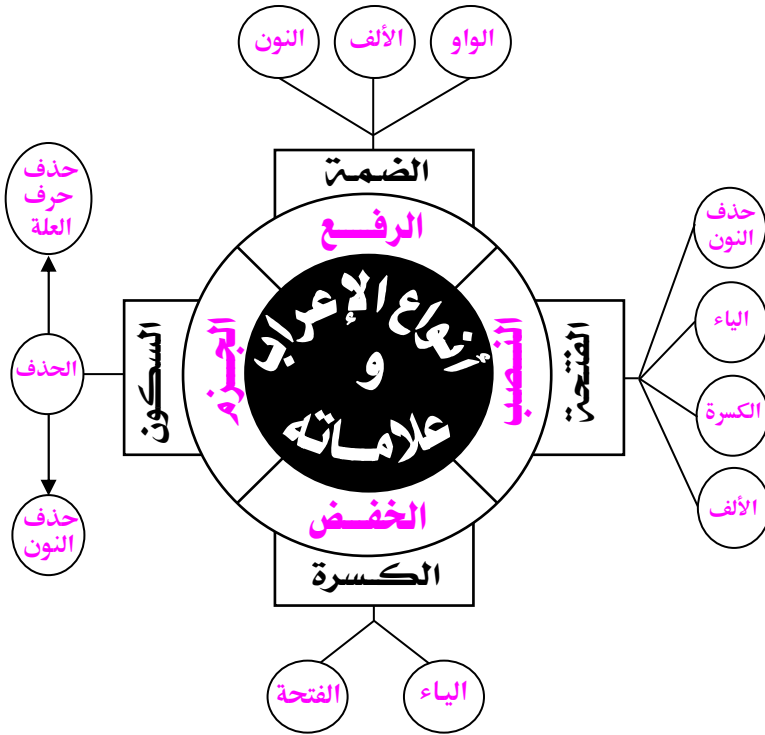 الواو
الألف
النون
الضمة
الرفع
حذف
حرف
العلة
حذف
النون
الياء
الكسرة
الألف
الفتحة
النصب
أنواع الإعراب
و
علاماته
الجزم
السكون
الحذف
حذف
النون
الخفض
الكسرة
الياء
الفتحة